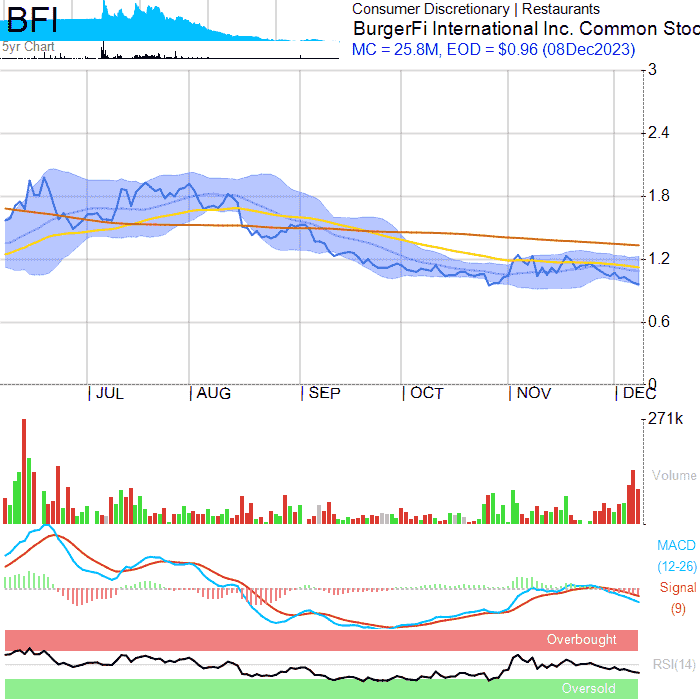 BFI
5yr Chart
Consumer Discretionary | Restaurants
BurgerFi International Inc. Common Stoc
MC = 25.8M, EOD = $0.96 (08Dec2023)
3
2.4
1.8
1.2
0.6
0
JUL AUG SEP OCT NOV DEC
271k
Volume
MACD
(12-26)
Signal
(9)
Overbought
RSI(14)
Oversold